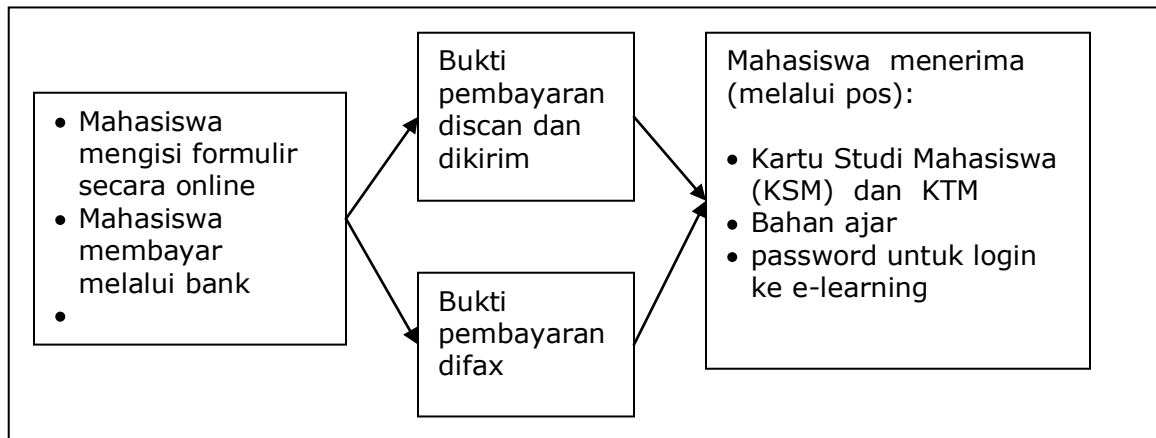 • Mahasiswa
mengisi formulir
secara online
• Mahasiswa
membayar
melalui bank
•
Bukti
pembayaran
discan dan
dikirim
Bukti
pembayaran
difax
Mahasiswa menerima
(melalui pos):
• Kartu Studi Mahasiswa
(KSM) dan KTM
• Bahan ajar
• password untuk login
ke e-learning